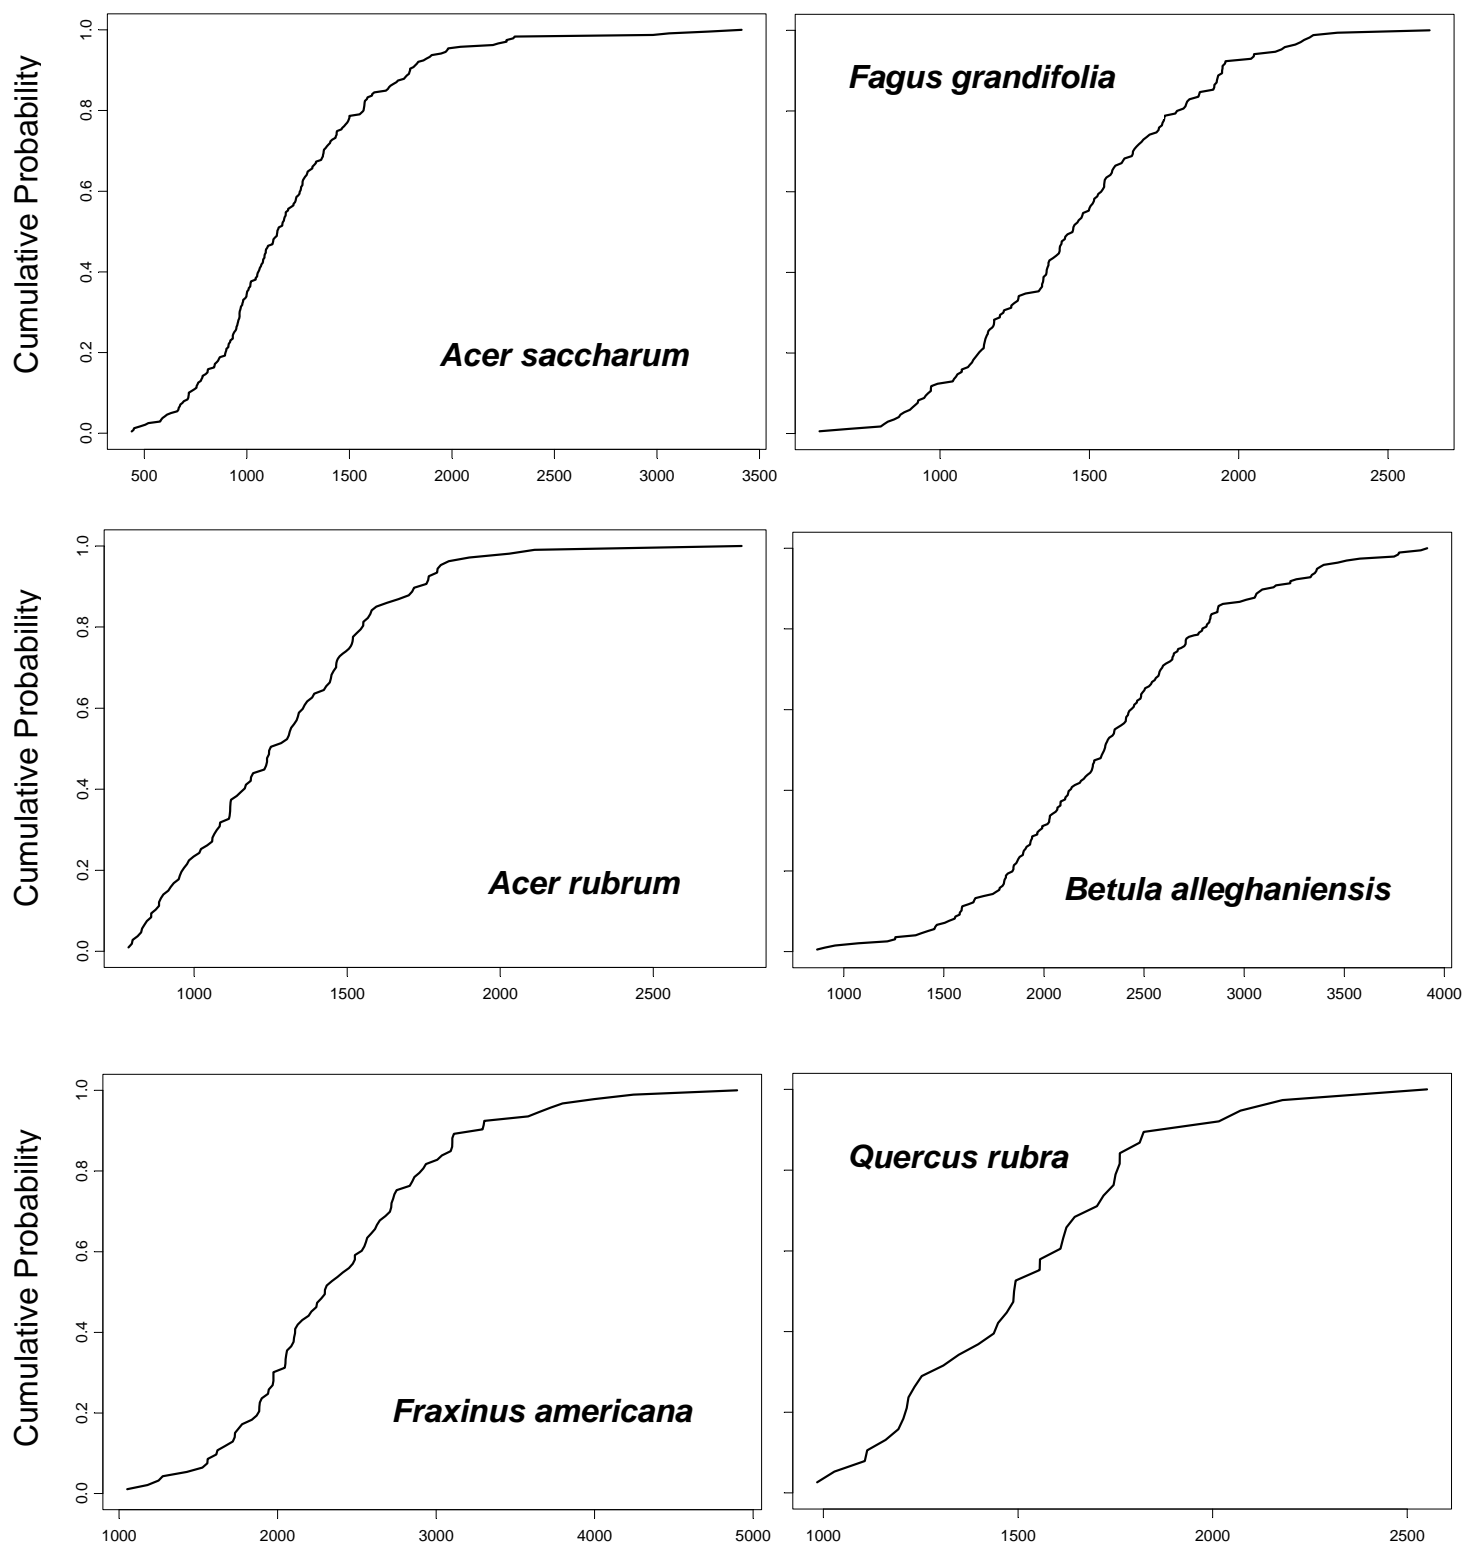 Cumulative Probability
1.0
0.8
0.6
0.4
0.2
0.0
Acer saccharum
500 1000 1500 2000 2500 3000 3500
Fagus grandifolia
1000 1500 2000 2500
Cumulative Probability
1.0
0.8
0.6
0.4
0.2
0.0
Acer rubrum
1000 1500 2000 2500
Betula alleghaniensis
1000 1500 2000 2500 3000 3500 4000
Cumulative Probability
1.0
0.8
0.6
0.4
0.2
0.0
Fraxinus americana
1000 2000 3000 4000 5000
Quercus rubra
1000 1500 2000 2500